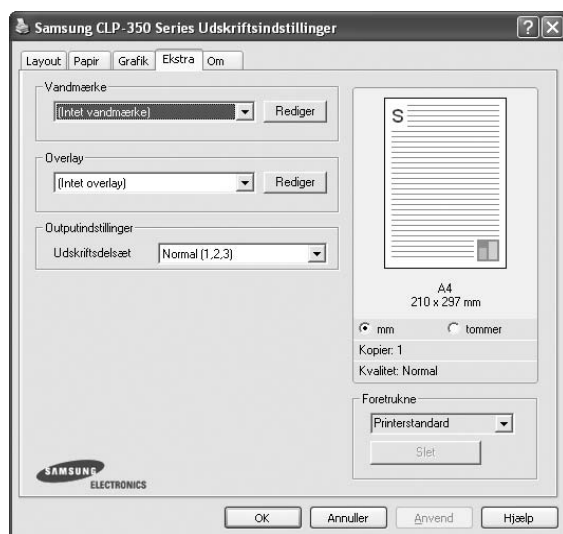 Samsung CLP-350 Series Udskriftsindstillinger
Layout Papir Grafik Ekstra Om
Vandmærke
(Intet vandmærke) Rediger
Overlay
(Intet overlay) Rediger
Outputindstillinger
Udskriftsdelsæt Normal (1,2,3)
S
A4
210 x 297 mm
mm tommer
Kopier: 1
Kvalitet: Normal
Foretrukne
Printerstandard
Slet
SAMSUNG
ELECTRONICS
OK Annuller Anvend Hjælp